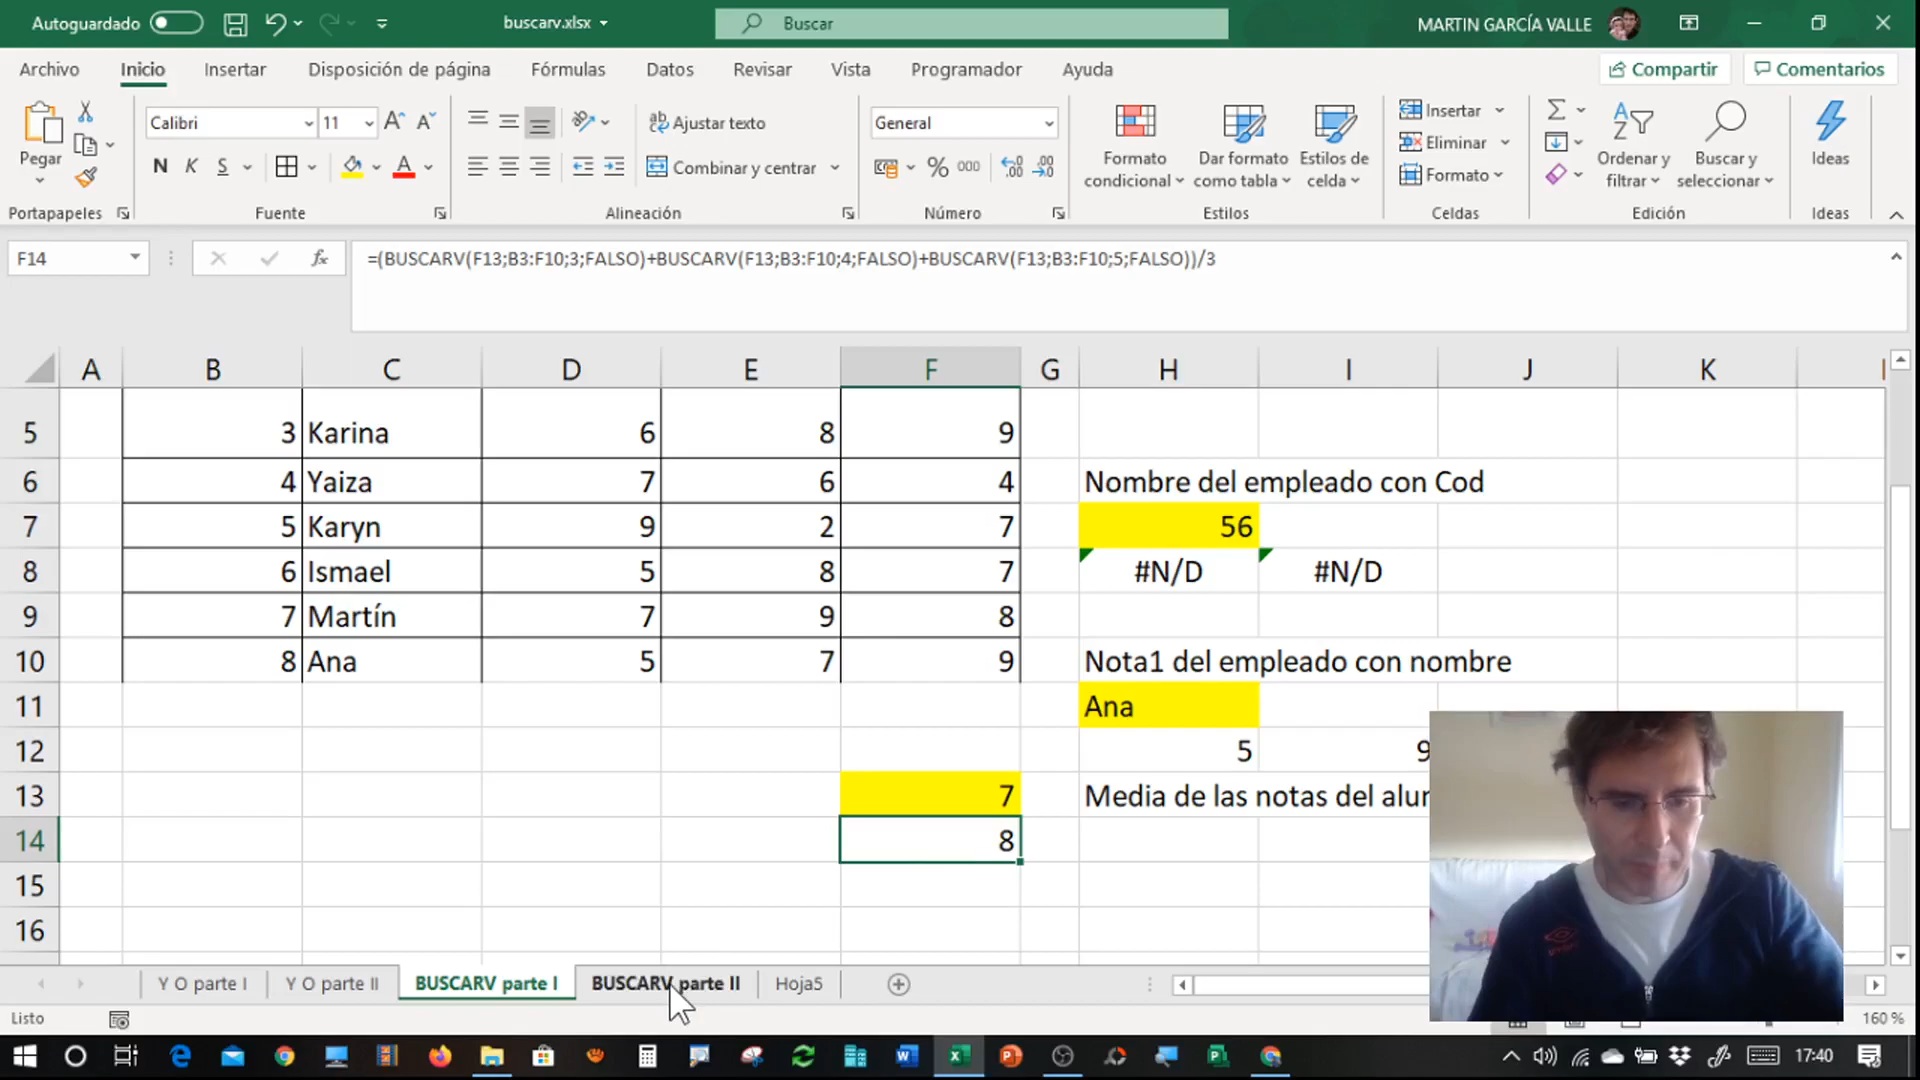 Autoguardado
buscarv.xlsx
Buscar
MARTIN GARCÍA VALLE
Archivo Inicio Insertar Disposición de página Fórmulas Datos Revisar Vista Programador Ayuda
Compartir Comentarios
Pegar
Portapapeles
Calibri 11
N K S
Fuente
Ajustar texto
Combinar y centrar
Alineación
General
% 000
Número
Formato condicional
Dar formato como tabla
Estilos de celda
Estilos
Insertar
Eliminar
Formato
Celdas
Ordenar y filtrar
Buscar y seleccionar
Edición
Ideas
Ideas
F14 fx =(BUSCARV(F13;B3:F10;3;FALSO)+BUSCARV(F13;B3:F10;4;FALSO)+BUSCARV(F13;B3:F10;5;FALSO))/3
A B C D E F G H I J K
5 3 Karina 6 8 9
6 4 Yaiza 7 6 4 Nombre del empleado con Cod
7 5 Karyn 9 2 7 56
8 6 Ismael 5 8 7 #N/D #N/D
9 7 Martín 7 9 8
10 8 Ana 5 7 9 Nota1 del empleado con nombre
11 Ana
12 5 9
13 7 Media de las notas del
14 8
15
16
Y O parte I Y O parte II BUSCARV parte I BUSCARV parte II Hoja5
Listo
160 %
17:40